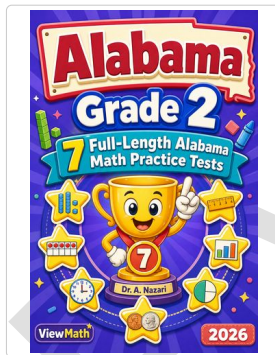 Alabama
Grade 2
7 Full-Length Alabama
Math Practice Tests
7
Dr. A. Nazari
ViewMath
2026